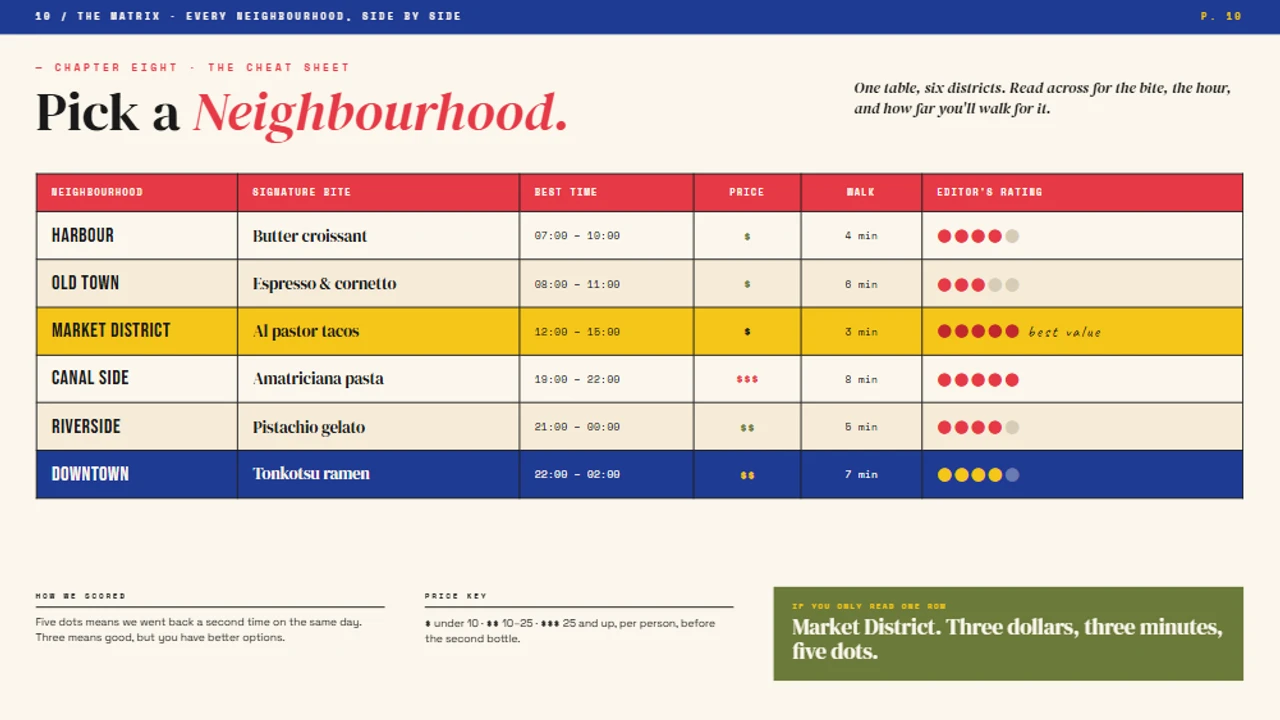 10 / THE MATRIX - EVERY NEIGHBOURHOOD, SIDE BY SIDE
P. 10
— CHAPTER EIGHT · THE CHEAT SHEET
Pick a Neighbourhood.
One table, six districts. Read across for the bite, the hour,
and how far you'll walk for it.
NEIGHBOURHOOD SIGNATURE BITE BEST TIME PRICE WALK EDITOR'S RATING
HARBOUR Butter croissant 07:00 – 10:00 $ 4 min
OLD TOWN Espresso & cornetto 08:00 – 11:00 $ 6 min
MARKET DISTRICT Al pastor tacos 12:00 – 15:00 $ 3 min best value
CANAL SIDE Amatriciana pasta 19:00 – 22:00 $$$ 8 min
RIVERSIDE Pistachio gelato 21:00 – 00:00 $$ 5 min
DOWNTOWN Tonkotsu ramen 22:00 – 02:00 $$ 7 min
HOW WE SCORED
Five dots means we went back a second time on the same day.
Three means good, but you have better options.
PRICE KEY
$ under 10 · $$ 10–25 · $$$ 25 and up, per person, before
the second bottle.
IF YOU ONLY READ ONE ROW
Market District. Three dollars, three minutes,
five dots.